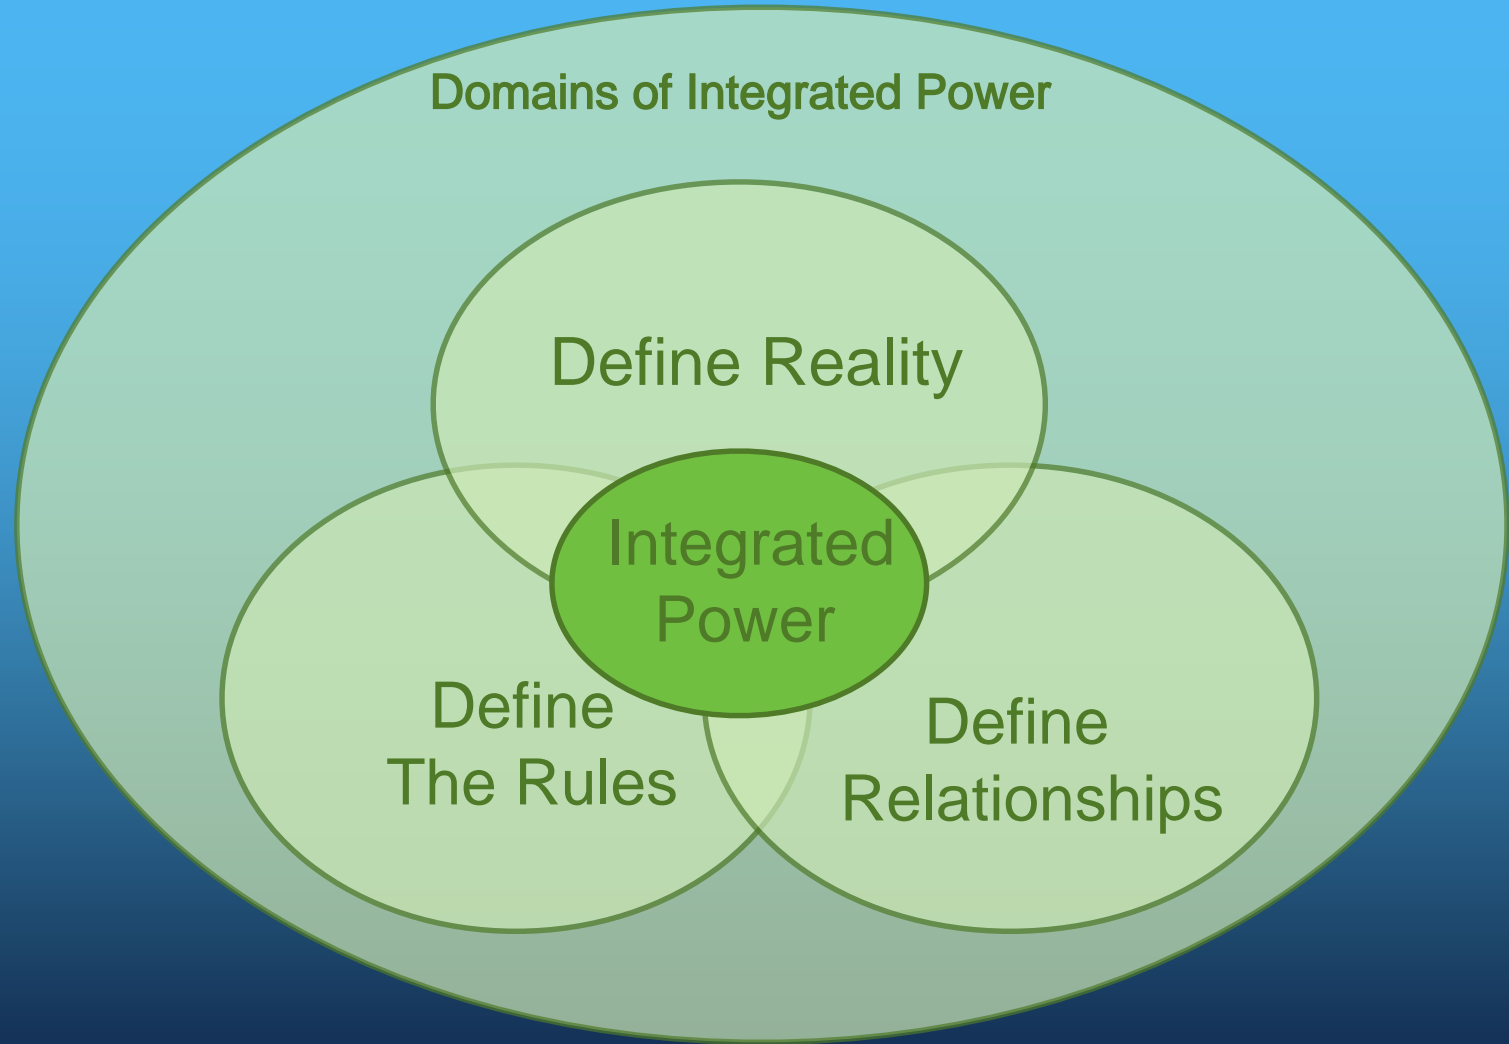 Domains of Integrated Power
Define Reality
Integrated
Power
Define
The Rules
Define
Relationships